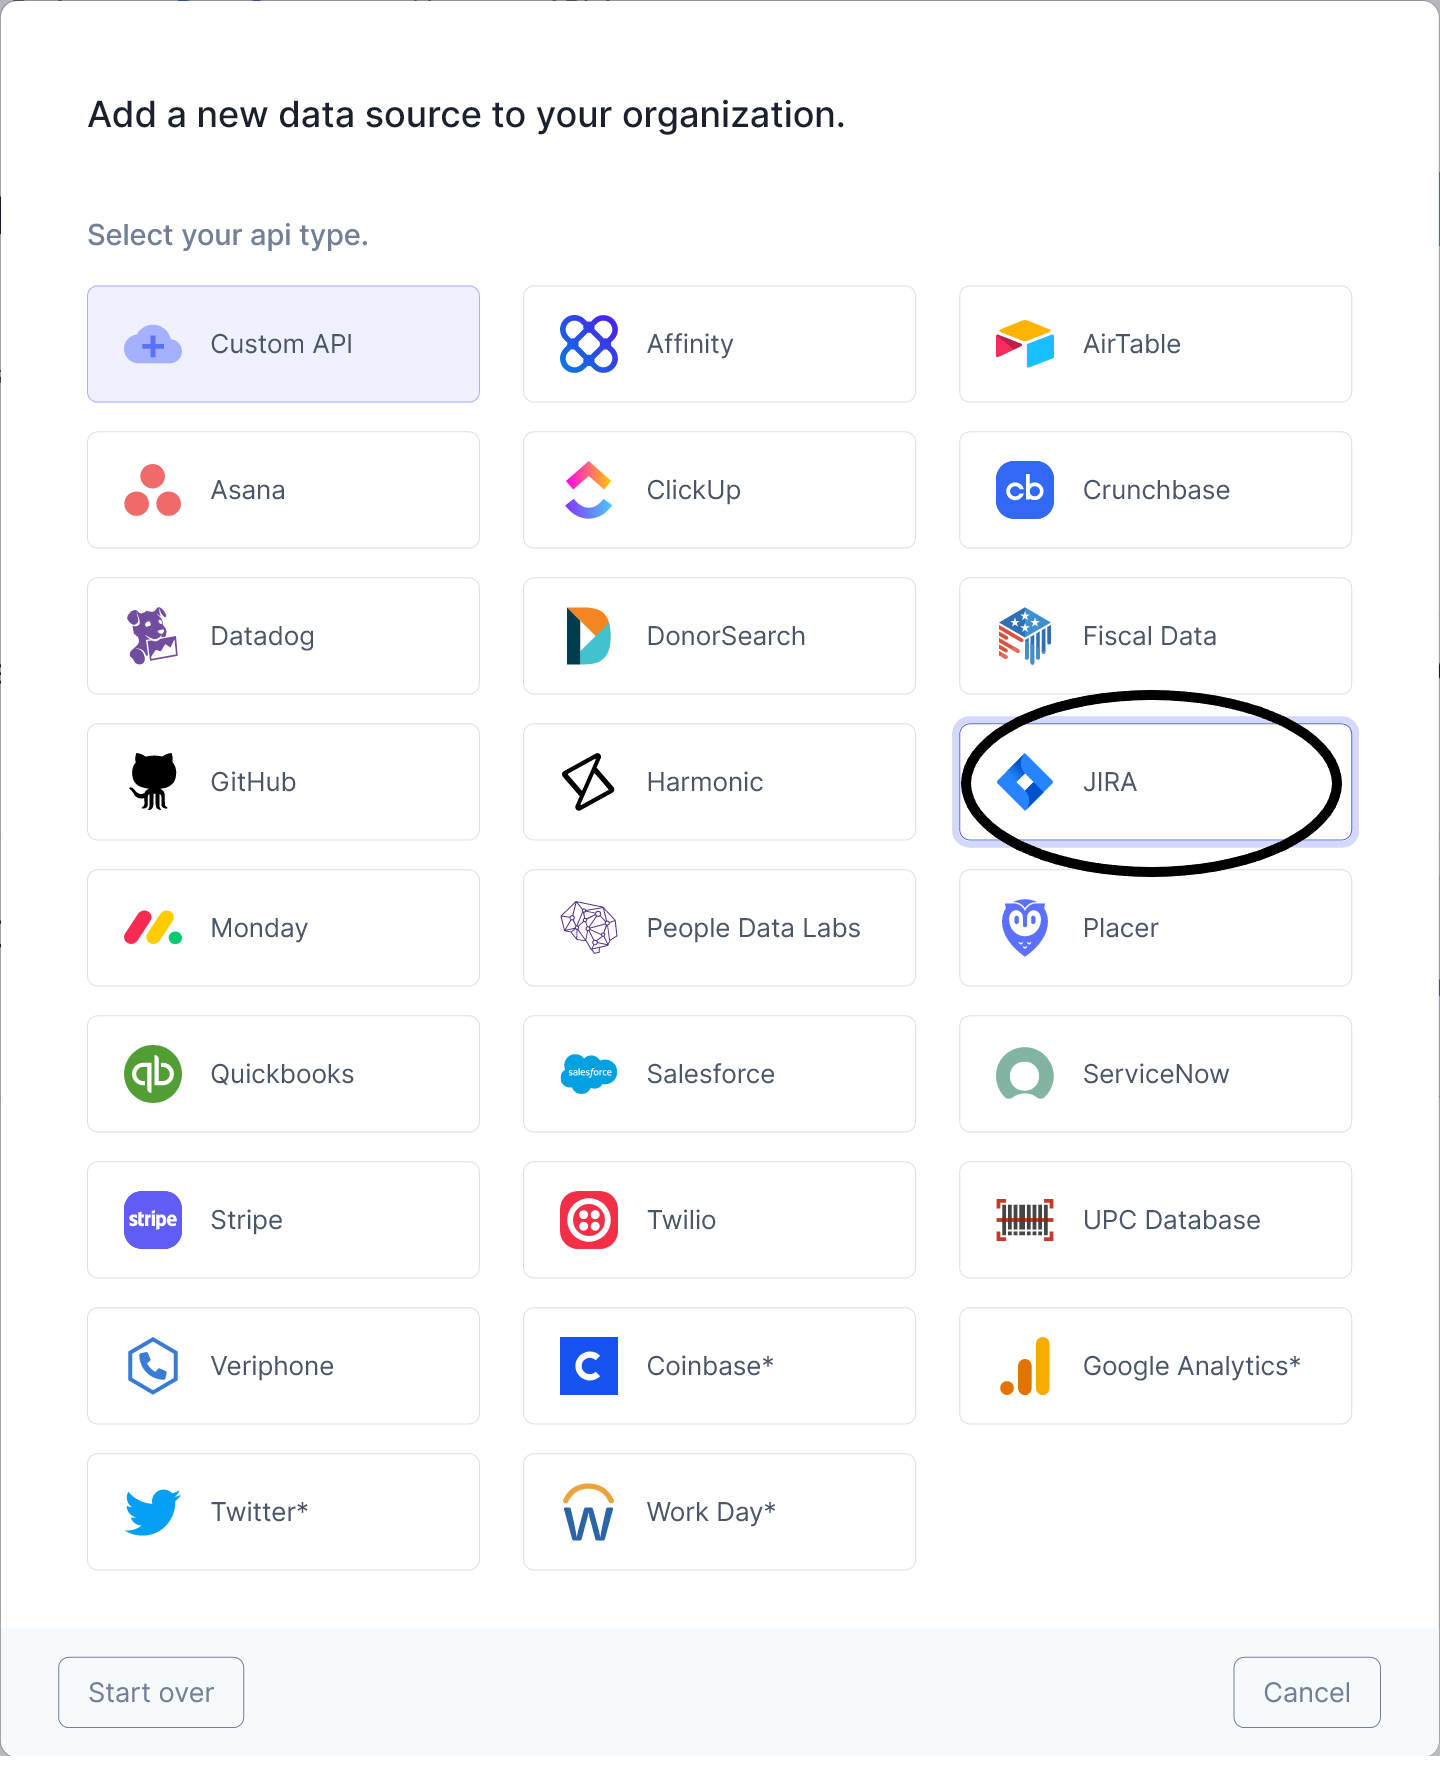 Add a new data source to your organization.
Select your api type.
Custom API
Affinity
AirTable
Asana
ClickUp
cb
Crunchbase
Datadog
DonorSearch
Fiscal Data
GitHub
Harmonic
JIRA
Monday
People Data Labs
Placer
qb
Quickbooks
salesforce
Salesforce
ServiceNow
stripe
Stripe
Twilio
UPC Database
Veriphone
C
Coinbase*
Google Analytics*
Twitter*
W
Work Day*
Start over
Cancel